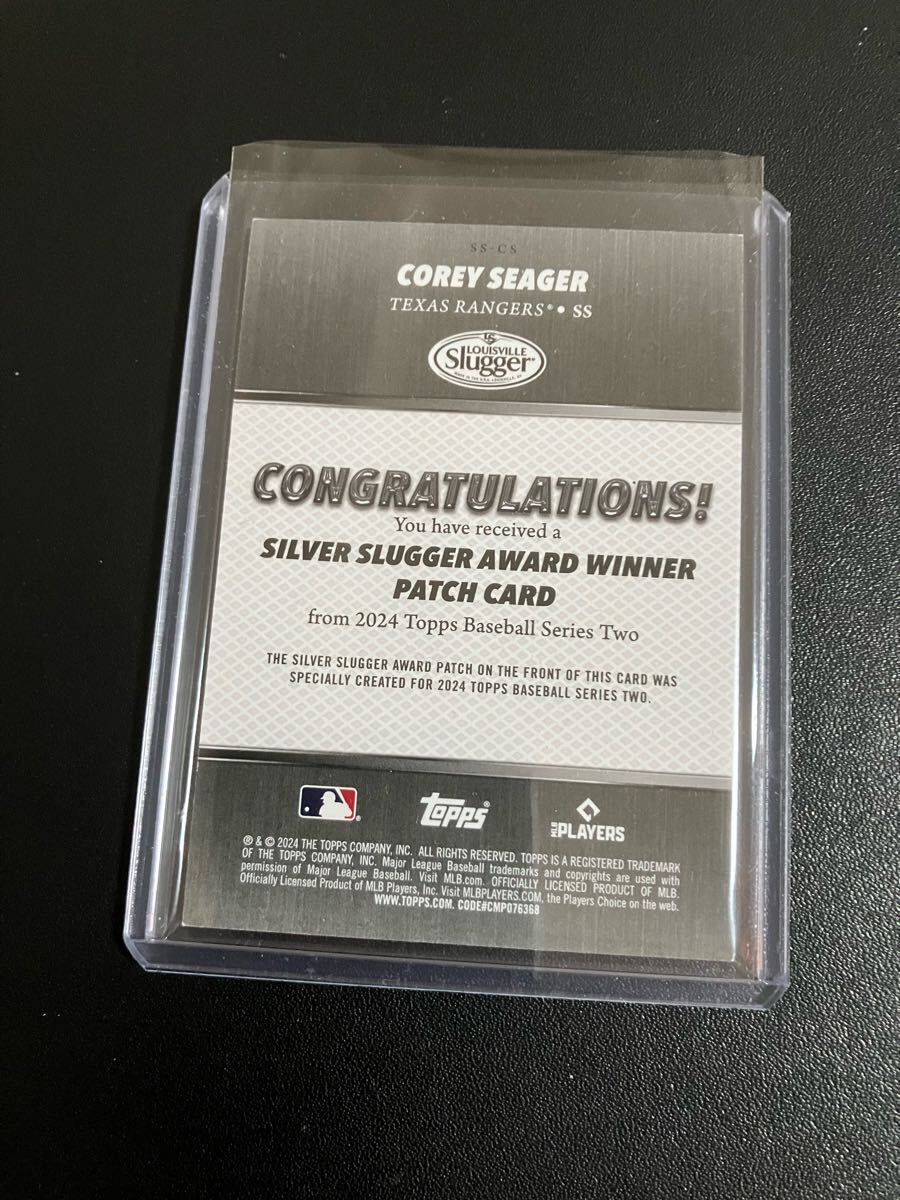 SS-CS
COREY SEAGER
TEXAS RANGERS® • SS
LOUISVILLE
Slugger
CONGRATULATIONS!
You have received a
SILVER SLUGGER AWARD WINNER
PATCH CARD
from 2024 Topps Baseball Series Two
THE SILVER SLUGGER AWARD PATCH ON THE FRONT OF THIS CARD WAS
SPECIALLY CREATED FOR 2024 TOPPS BASEBALL SERIES TWO.
topps®
MLB PLAYERS
® & © 2024 THE TOPPS COMPANY, INC. ALL RIGHTS RESERVED. TOPPS IS A REGISTERED TRADEMARK
OF THE TOPPS COMPANY, INC. Major League Baseball trademarks and copyrights are used with
permission of Major League Baseball. Visit MLB.com. OFFICIALLY LICENSED PRODUCT OF MLB
Officially Licensed Product of MLB Players, Inc. Visit MLBPLAYERS.COM, the Players Choice on the web.
WWW.TOPPS.COM. CODE#CMP076368